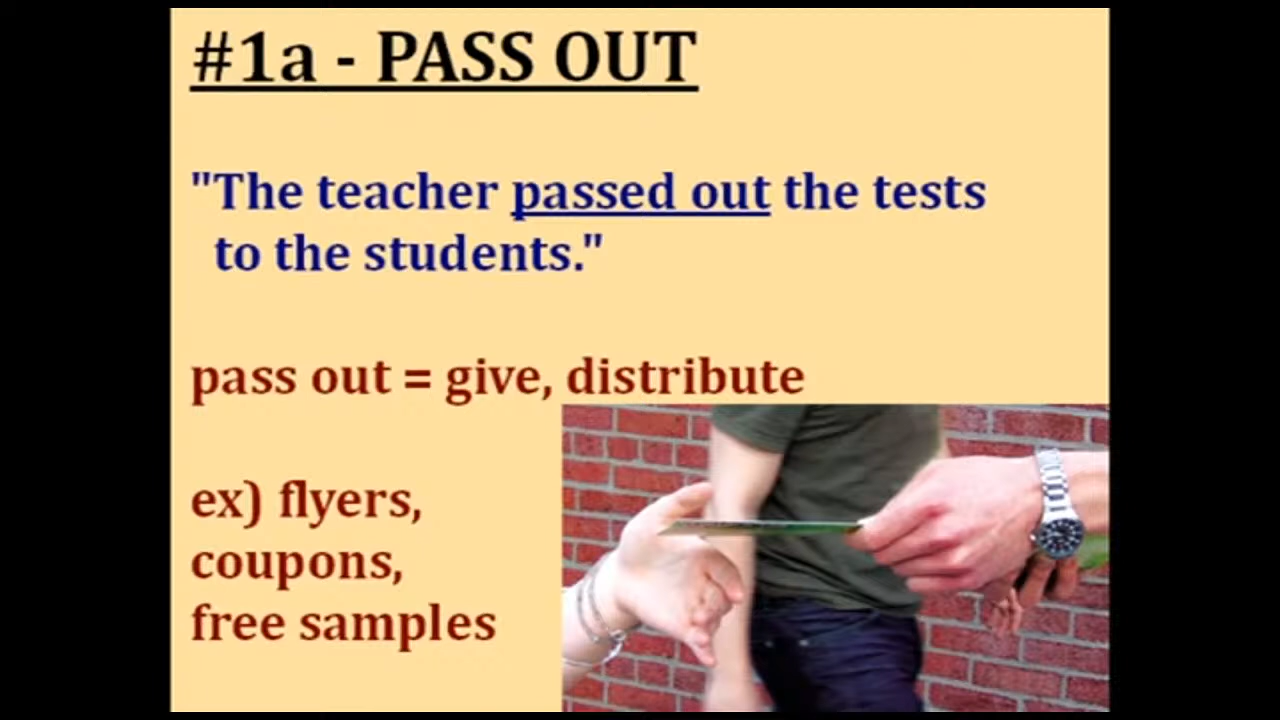 #1a - PASS OUT
"The teacher passed out the tests
to the students."
pass out = give, distribute
ex) flyers,
coupons,
free samples